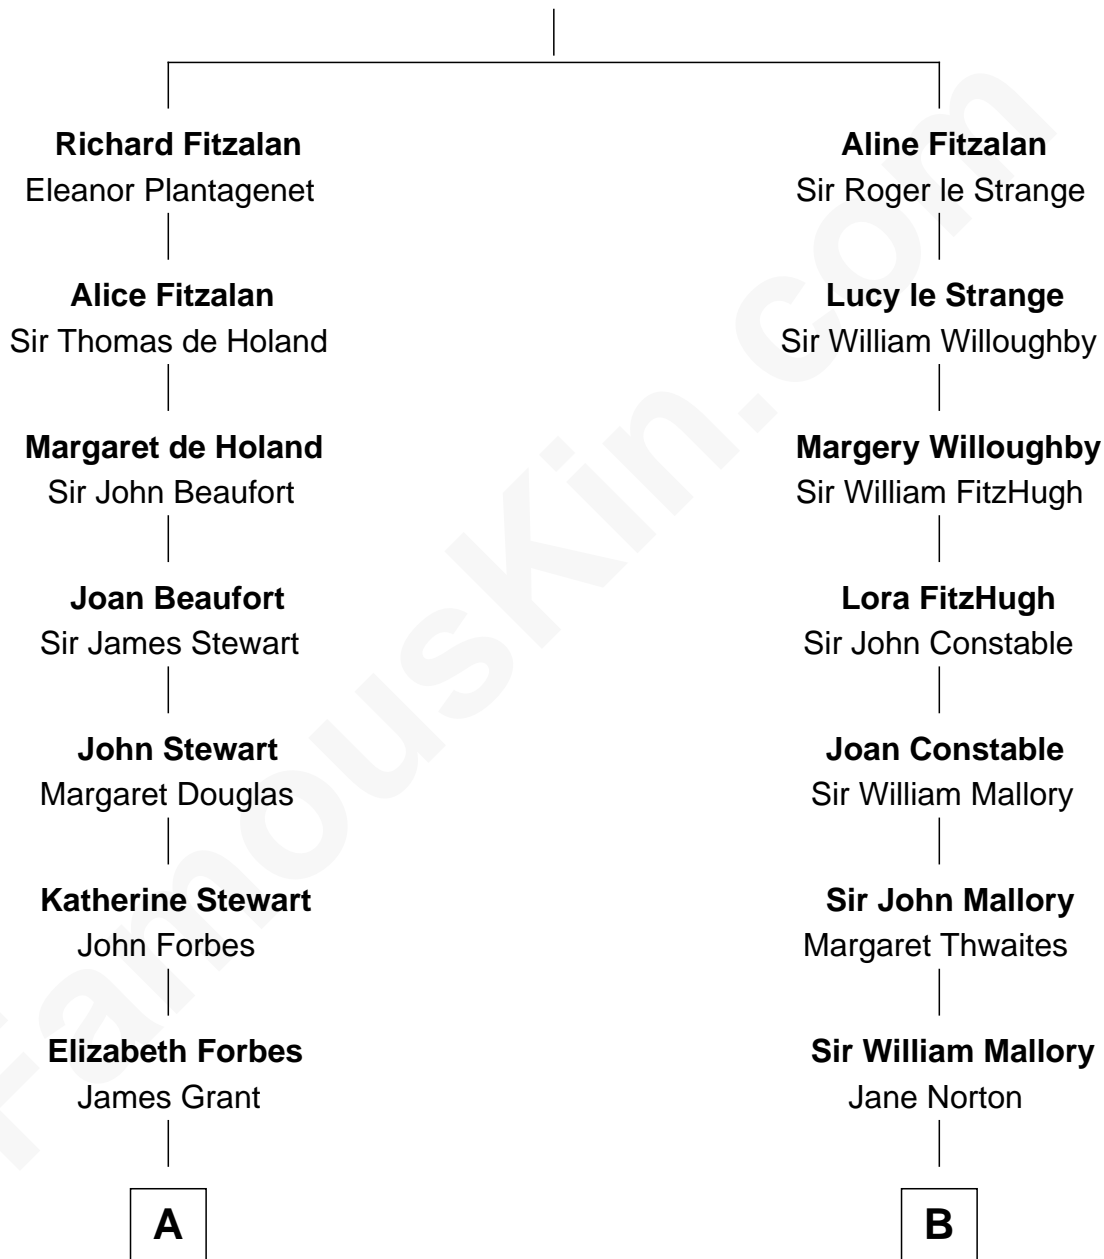 Richard Fitzalan
Eleanor Plantagenet
Alice Fitzalan
Sir Thomas de Holand
Margaret de Holand
Sir John Beaufort
Joan Beaufort
Sir James Stewart
John Stewart
Margaret Douglas
Katherine Stewart
John Forbes
Elizabeth Forbes
James Grant
A
Aline Fitzalan
Sir Roger le Strange
Lucy le Strange
Sir William Willoughby
Margery Willoughby
Sir William FitzHugh
Lora FitzHugh
Sir John Constable
Joan Constable
Sir William Mallory
Sir John Mallory
Margaret Thwaites
Sir William Mallory
Jane Norton
B
FamousKin.com